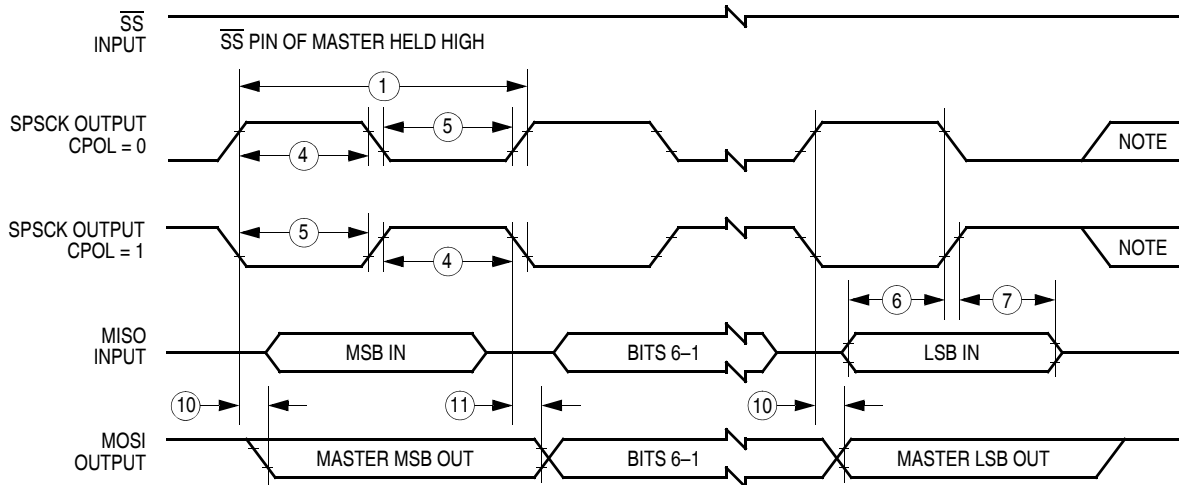 SS
INPUT
SS PIN OF MASTER HELD HIGH
1
SPSCK OUTPUT
CPOL = 0
5
4
NOTE
SPSCK OUTPUT
CPOL = 1
5
4
NOTE
6
7
MISO
INPUT
MSB IN
BITS 6–1
LSB IN
10
11
10
MOSI
OUTPUT
MASTER MSB OUT
BITS 6–1
MASTER LSB OUT